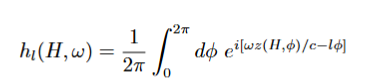 h_l(H, ω) = \frac{1}{2π} \int_0^{2π} dϕ e^{i[ωz(H,ϕ)/c−lϕ]}